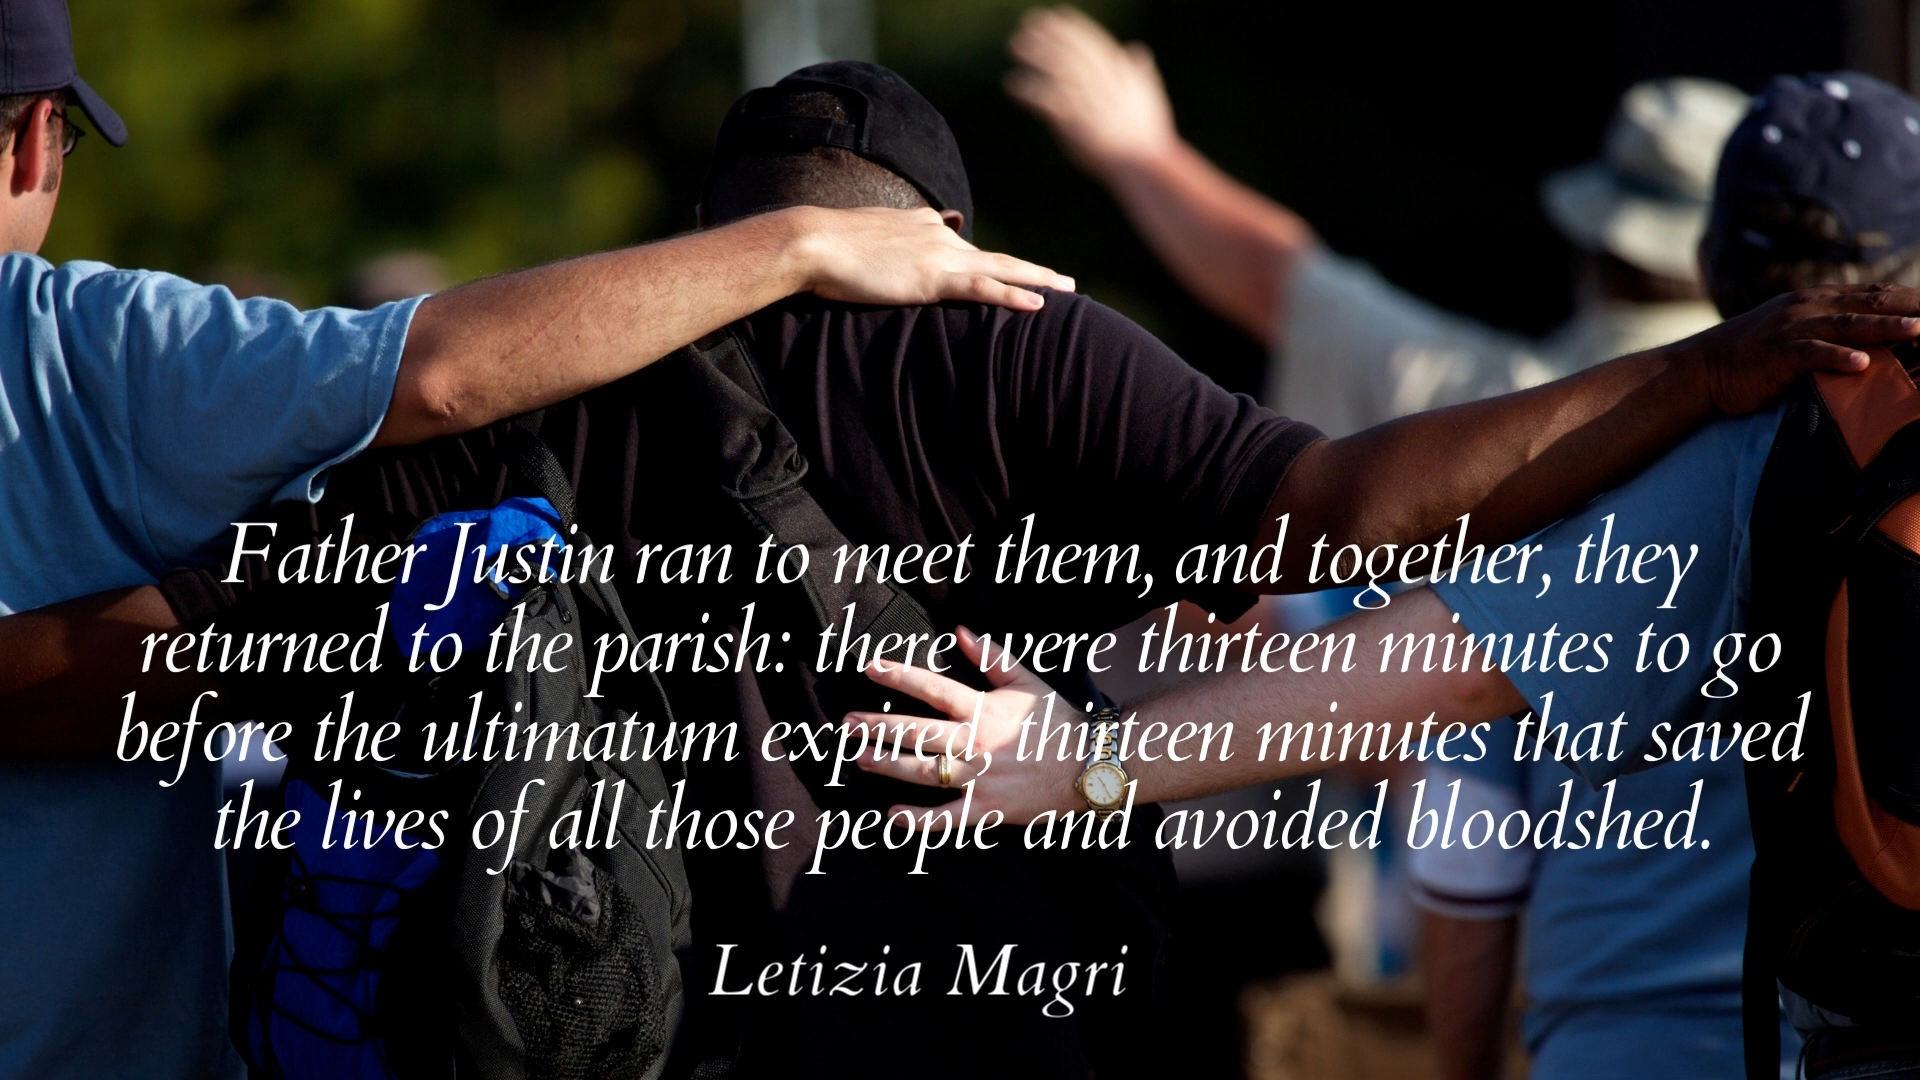 Father Justin ran to meet them, and together, they
returned to the parish: there were thirteen minutes to go
before the ultimatum expired, thirteen minutes that saved
the lives of all those people and avoided bloodshed.
Letizia Magri